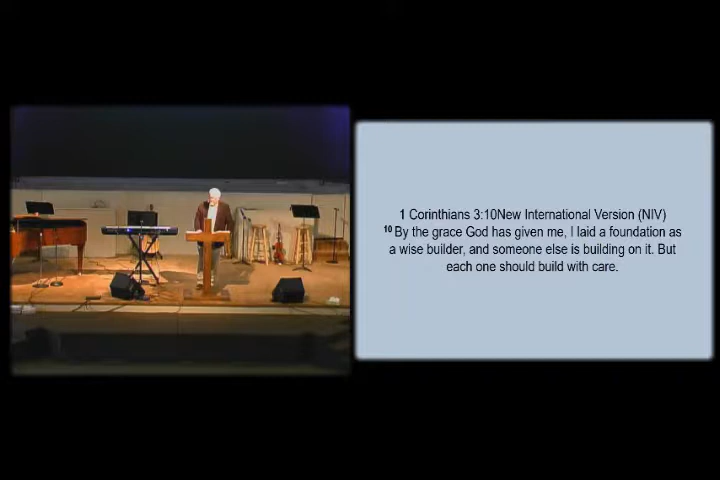 1 Corinthians 3:10New International Version (NIV)
10 By the grace God has given me, I laid a foundation as
a wise builder, and someone else is building on it. But
each one should build with care.